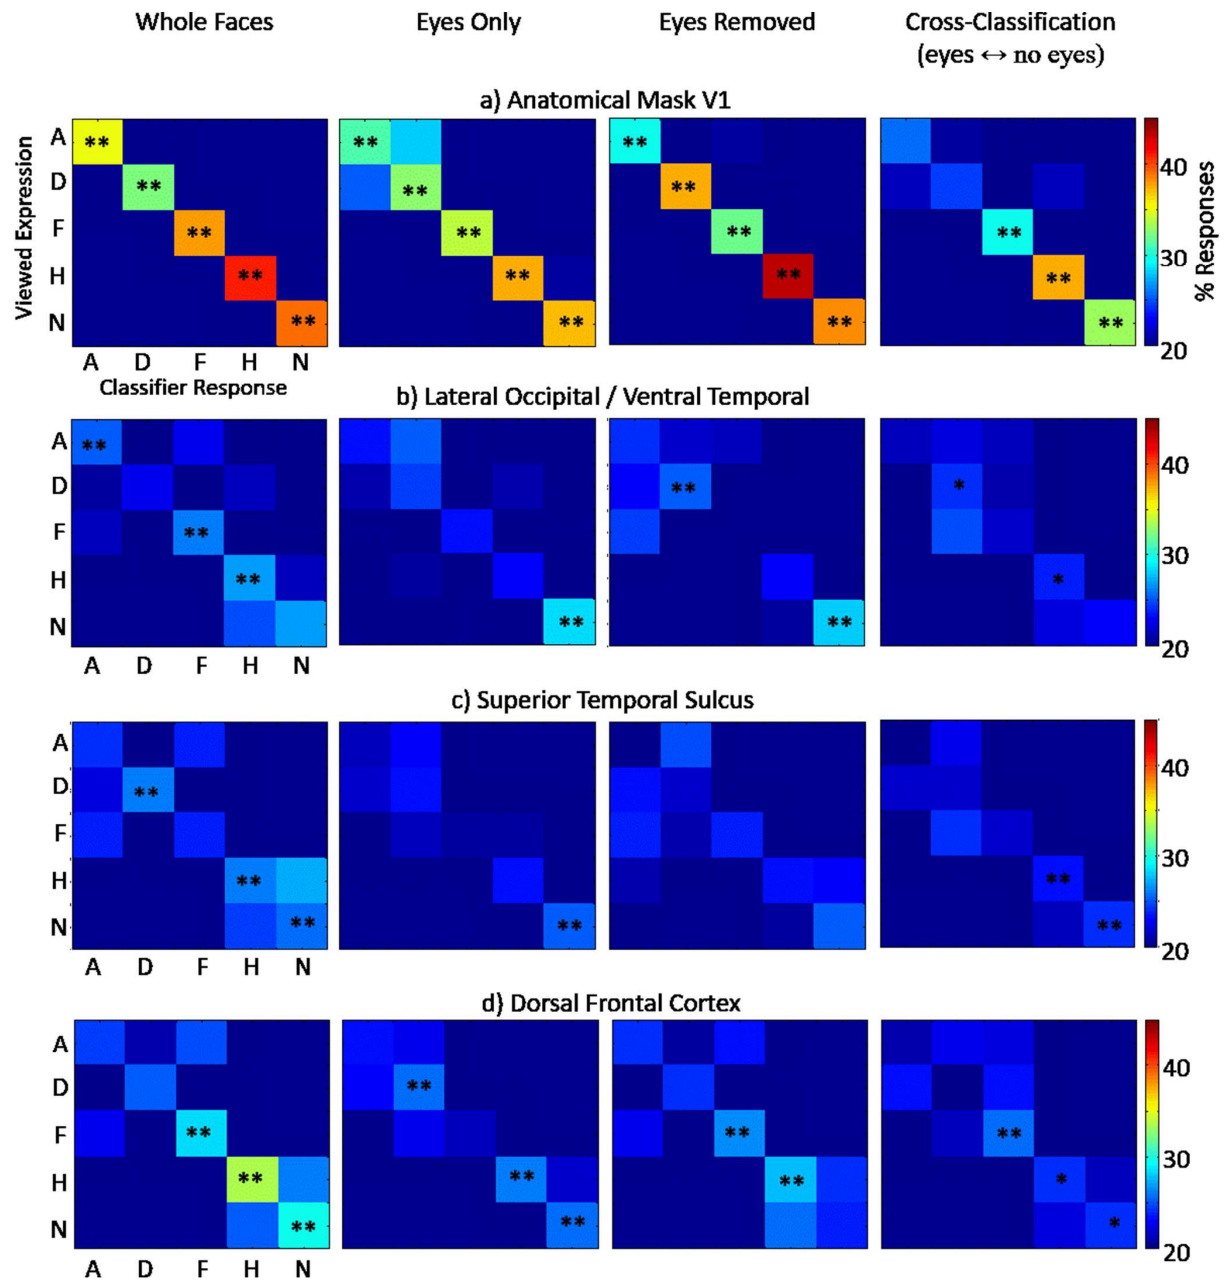 Whole Faces Eyes Only Eyes Removed Cross-Classification
(eyes ↔ no eyes)
a) Anatomical Mask V1
Viewed Expression
A ** ** **
D ** ** **
F ** ** ** **
H ** ** ** **
N ** ** ** **
40
30
20
% Responses
A D F H N
Classifier Response
b) Lateral Occipital / Ventral Temporal
A **
D ** *
F **
H ** *
N ** **
40
30
20
A D F H N
c) Superior Temporal Sulcus
A
D **
F
H ** **
N ** ** **
40
30
20
A D F H N
d) Dorsal Frontal Cortex
A
D **
F ** ** **
H ** ** ** *
N ** ** *
40
30
20
A D F H N